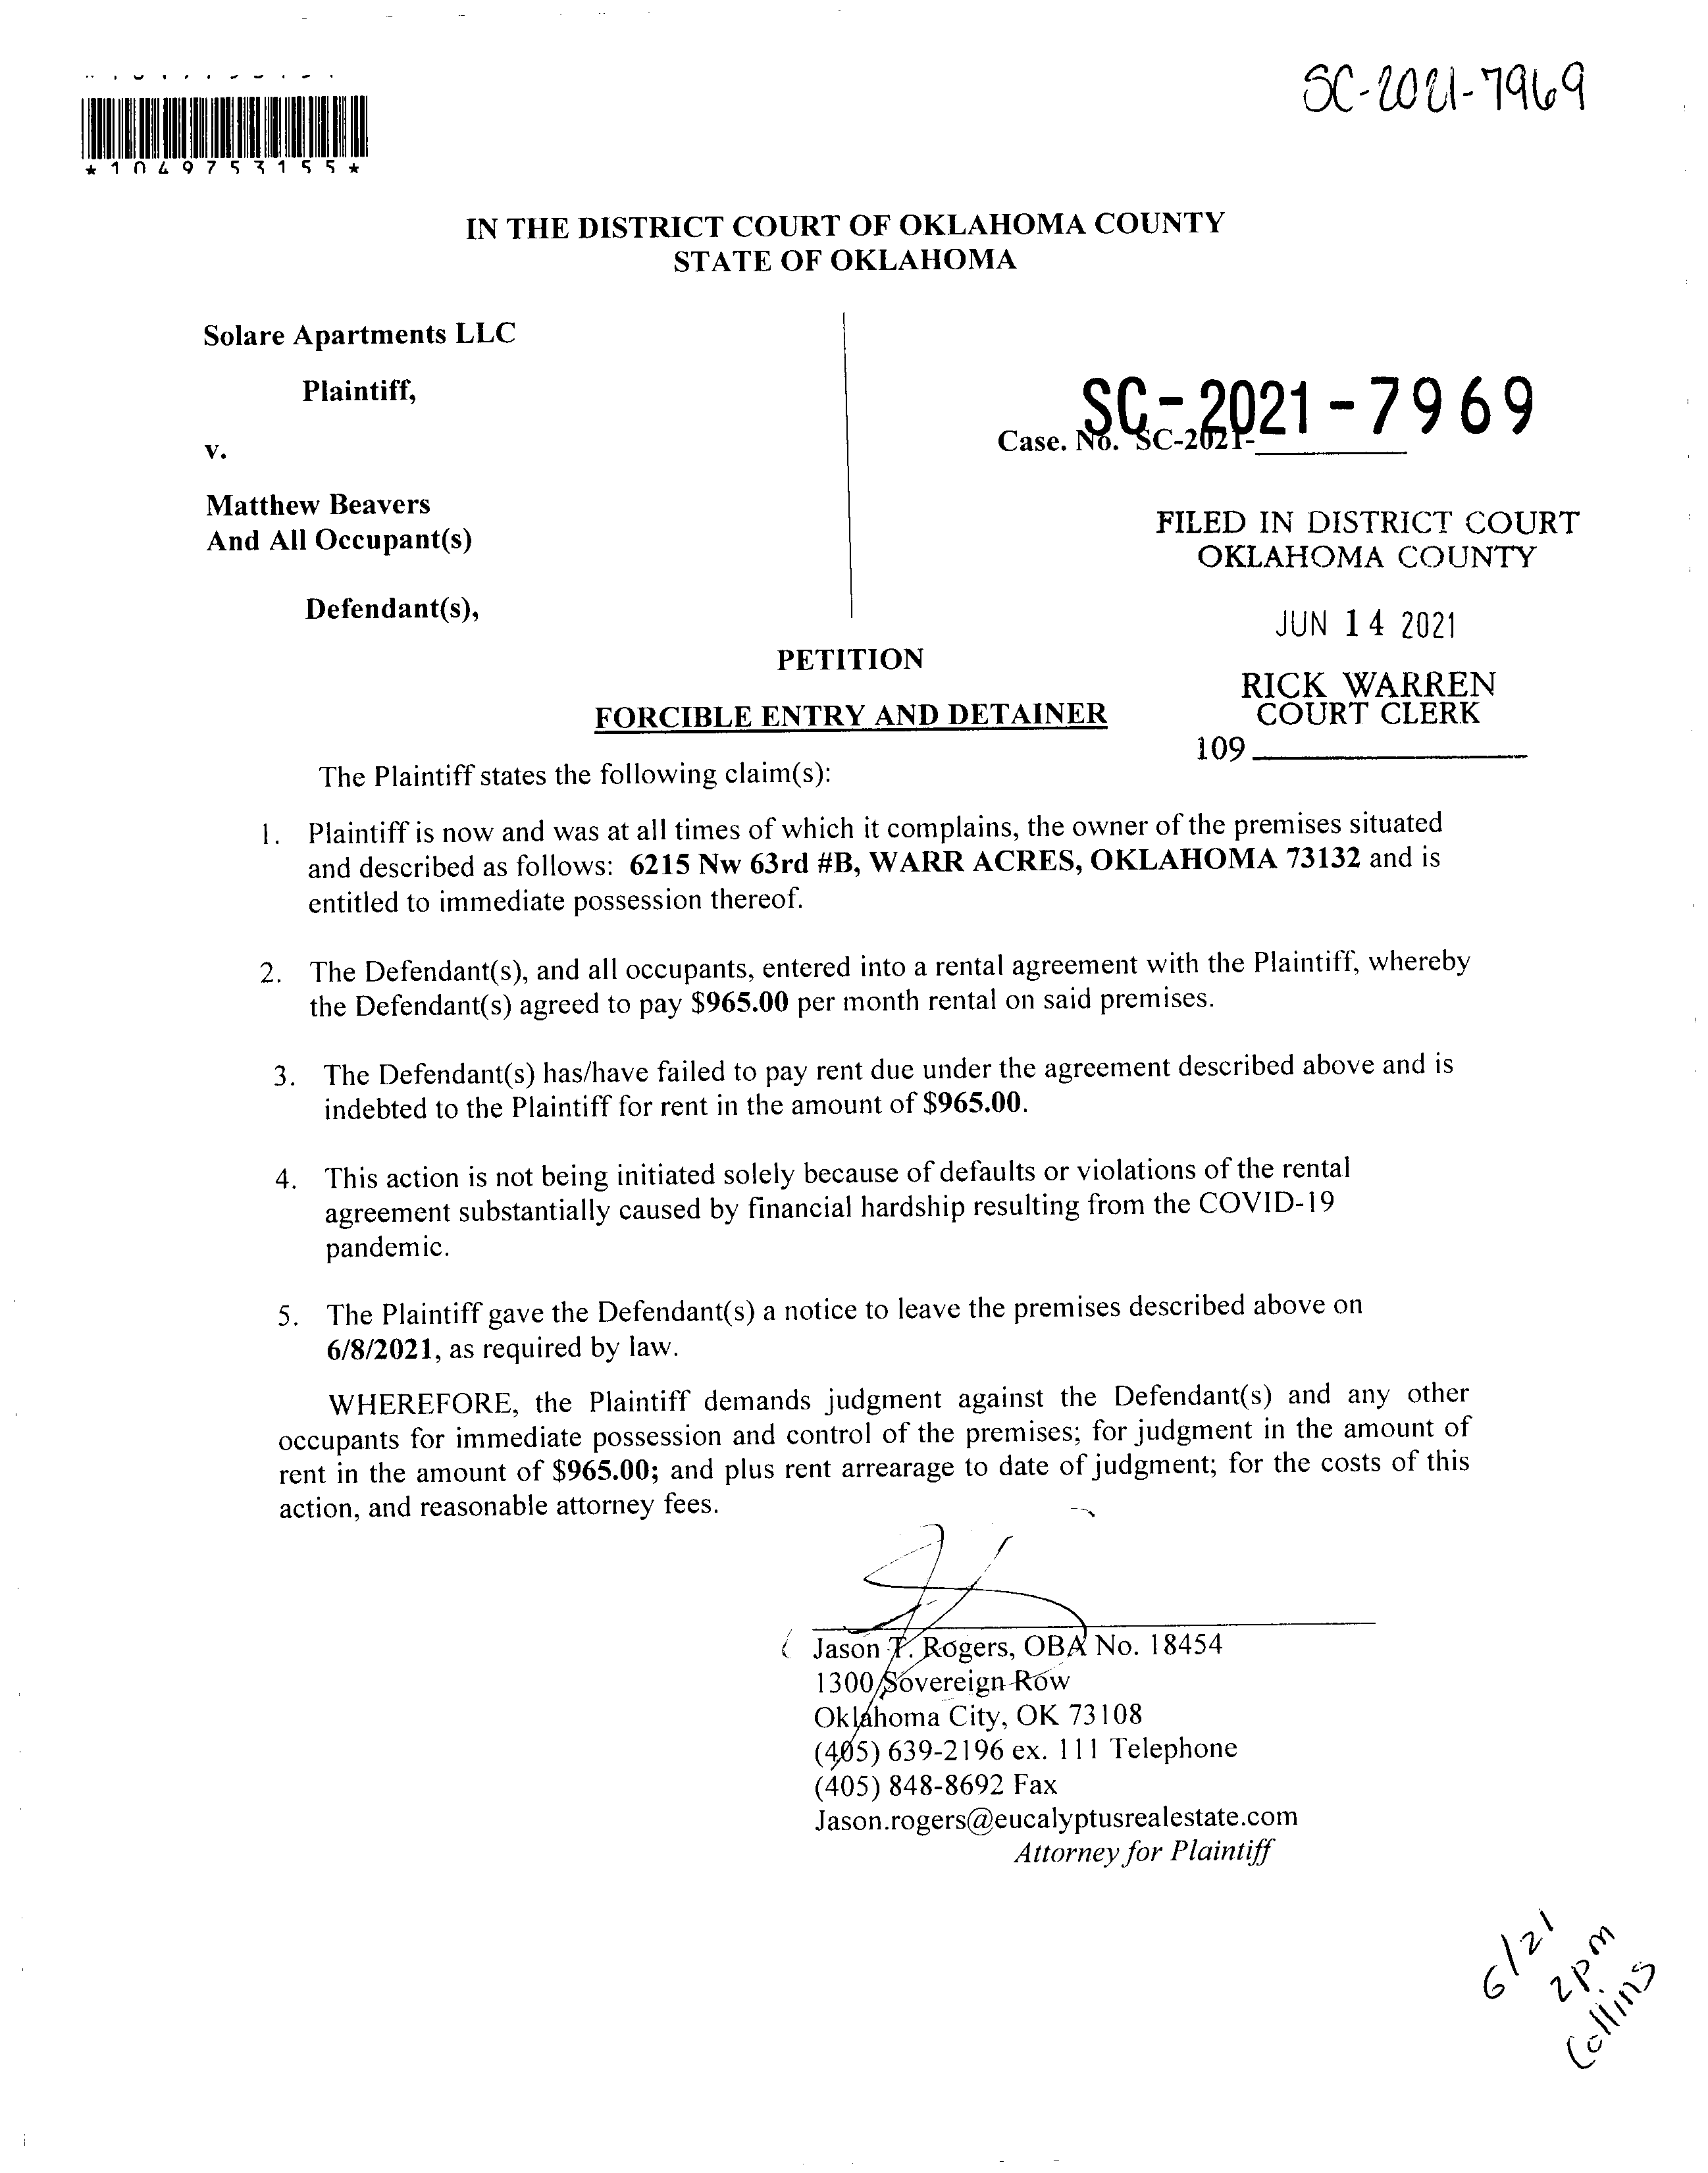 SC-2021-7969
*1049753155*
IN THE DISTRICT COURT OF OKLAHOMA COUNTY
STATE OF OKLAHOMA
Solare Apartments LLC
Plaintiff,
v.
Matthew Beavers
And All Occupant(s)
Defendant(s),
SC-2021-7969
Case. No. SC-2021-
FILED IN DISTRICT COURT
OKLAHOMA COUNTY
JUN 14 2021
RICK WARREN
COURT CLERK
109
PETITION
FORCIBLE ENTRY AND DETAINER
The Plaintiff states the following claim(s):
1. Plaintiff is now and was at all times of which it complains, the owner of the premises situated
and described as follows: 6215 Nw 63rd #B, WARR ACRES, OKLAHOMA 73132 and is
entitled to immediate possession thereof.
2. The Defendant(s), and all occupants, entered into a rental agreement with the Plaintiff, whereby
the Defendant(s) agreed to pay $965.00 per month rental on said premises.
3. The Defendant(s) has/have failed to pay rent due under the agreement described above and is
indebted to the Plaintiff for rent in the amount of $965.00.
4. This action is not being initiated solely because of defaults or violations of the rental
agreement substantially caused by financial hardship resulting from the COVID-19
pandemic.
5. The Plaintiff gave the Defendant(s) a notice to leave the premises described above on
6/8/2021, as required by law.
WHEREFORE, the Plaintiff demands judgment against the Defendant(s) and any other
occupants for immediate possession and control of the premises; for judgment in the amount of
rent in the amount of $965.00; and plus rent arrearage to date of judgment; for the costs of this
action, and reasonable attorney fees.
Jason T. Rogers, OBA No. 18454
1300 Sovereign Row
Oklahoma City, OK 73108
(405) 639-2196 ex. 111 Telephone
(405) 848-8692 Fax
Jason.rogers@eucalyptusrealestate.com
Attorney for Plaintiff
6/21
2pm
Collins